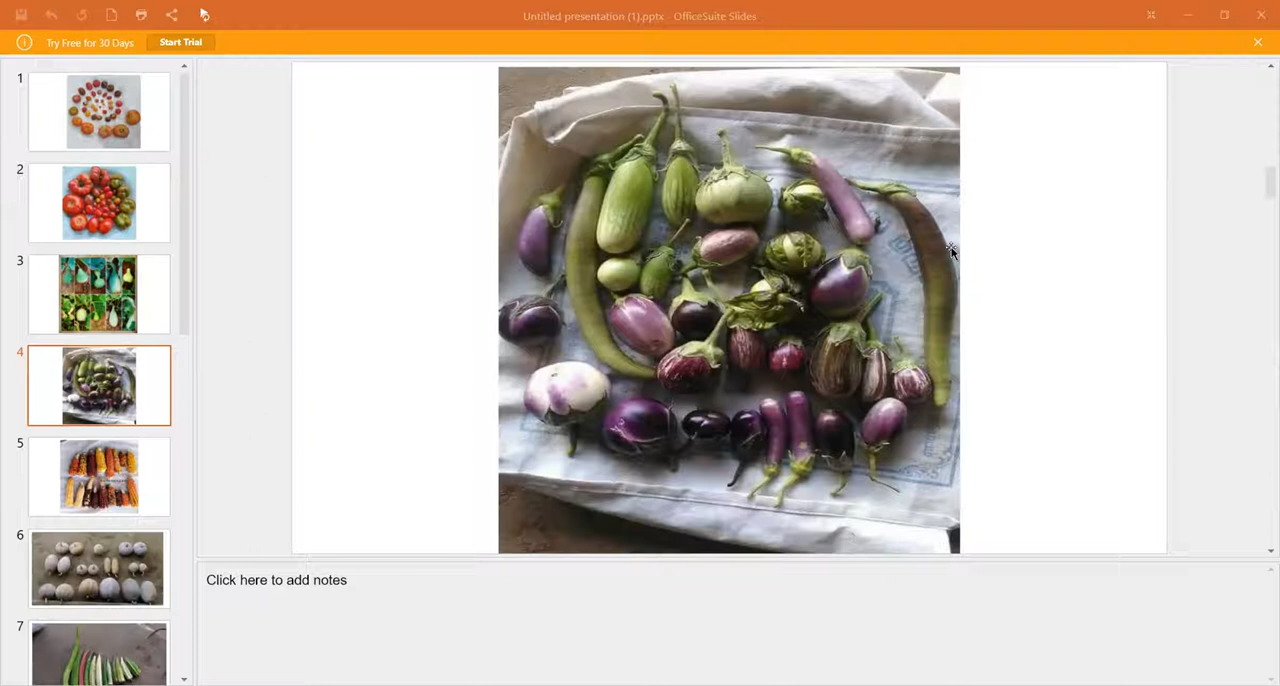 Untitled presentation (1).pptx - OfficeSuite Slides
Try Free for 30 Days
Start Trial
1
2
3
4
5
6
7
Click here to add notes